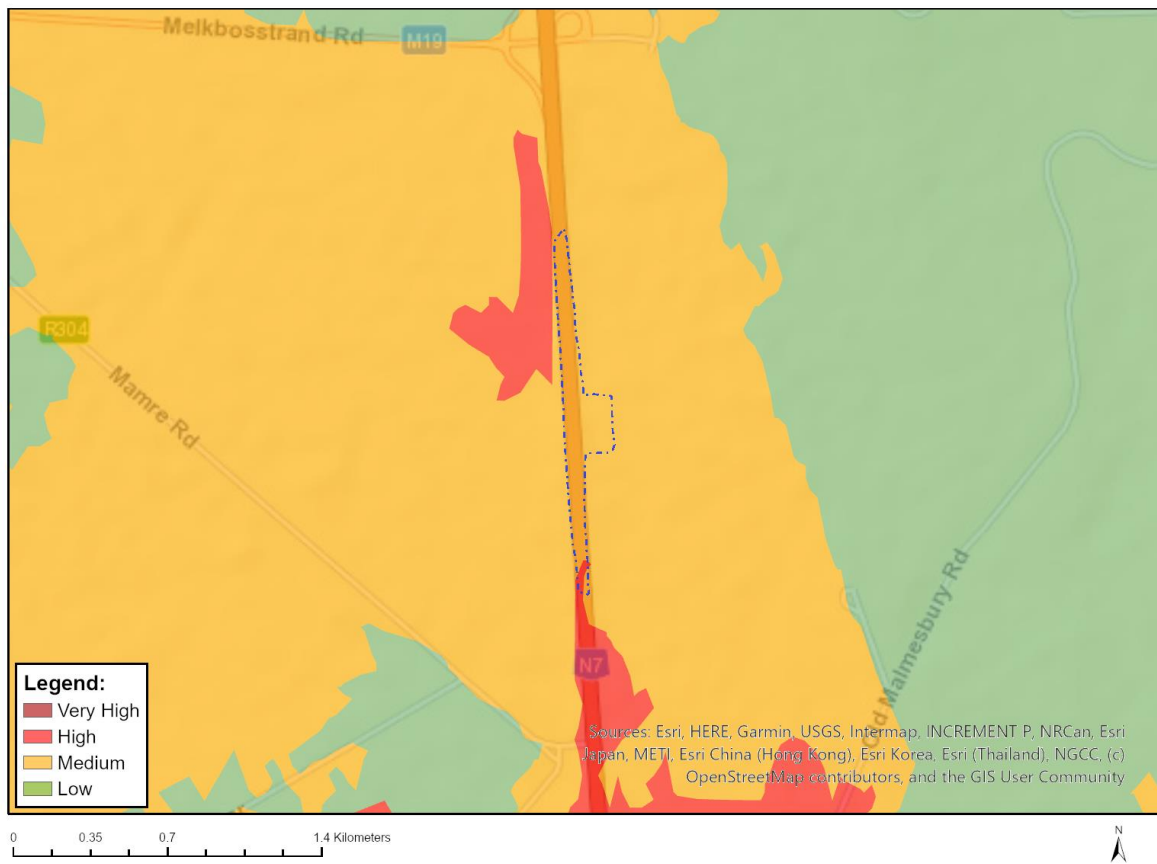 Melkbosstrand Rd
M19
R304
Mamre Rd
Old Malmesbury Rd
N7
Legend:
Very High
High
Medium
Low
Sources: Esri, HERE, Garmin, USGS, Intermap, INCREMENT P, NRCan, Esri
Japan, METI, Esri China (Hong Kong), Esri Korea, Esri (Thailand), NGCC, (c)
OpenStreetMap contributors, and the GIS User Community
0 0.35 0.7 1.4 Kilometers
N